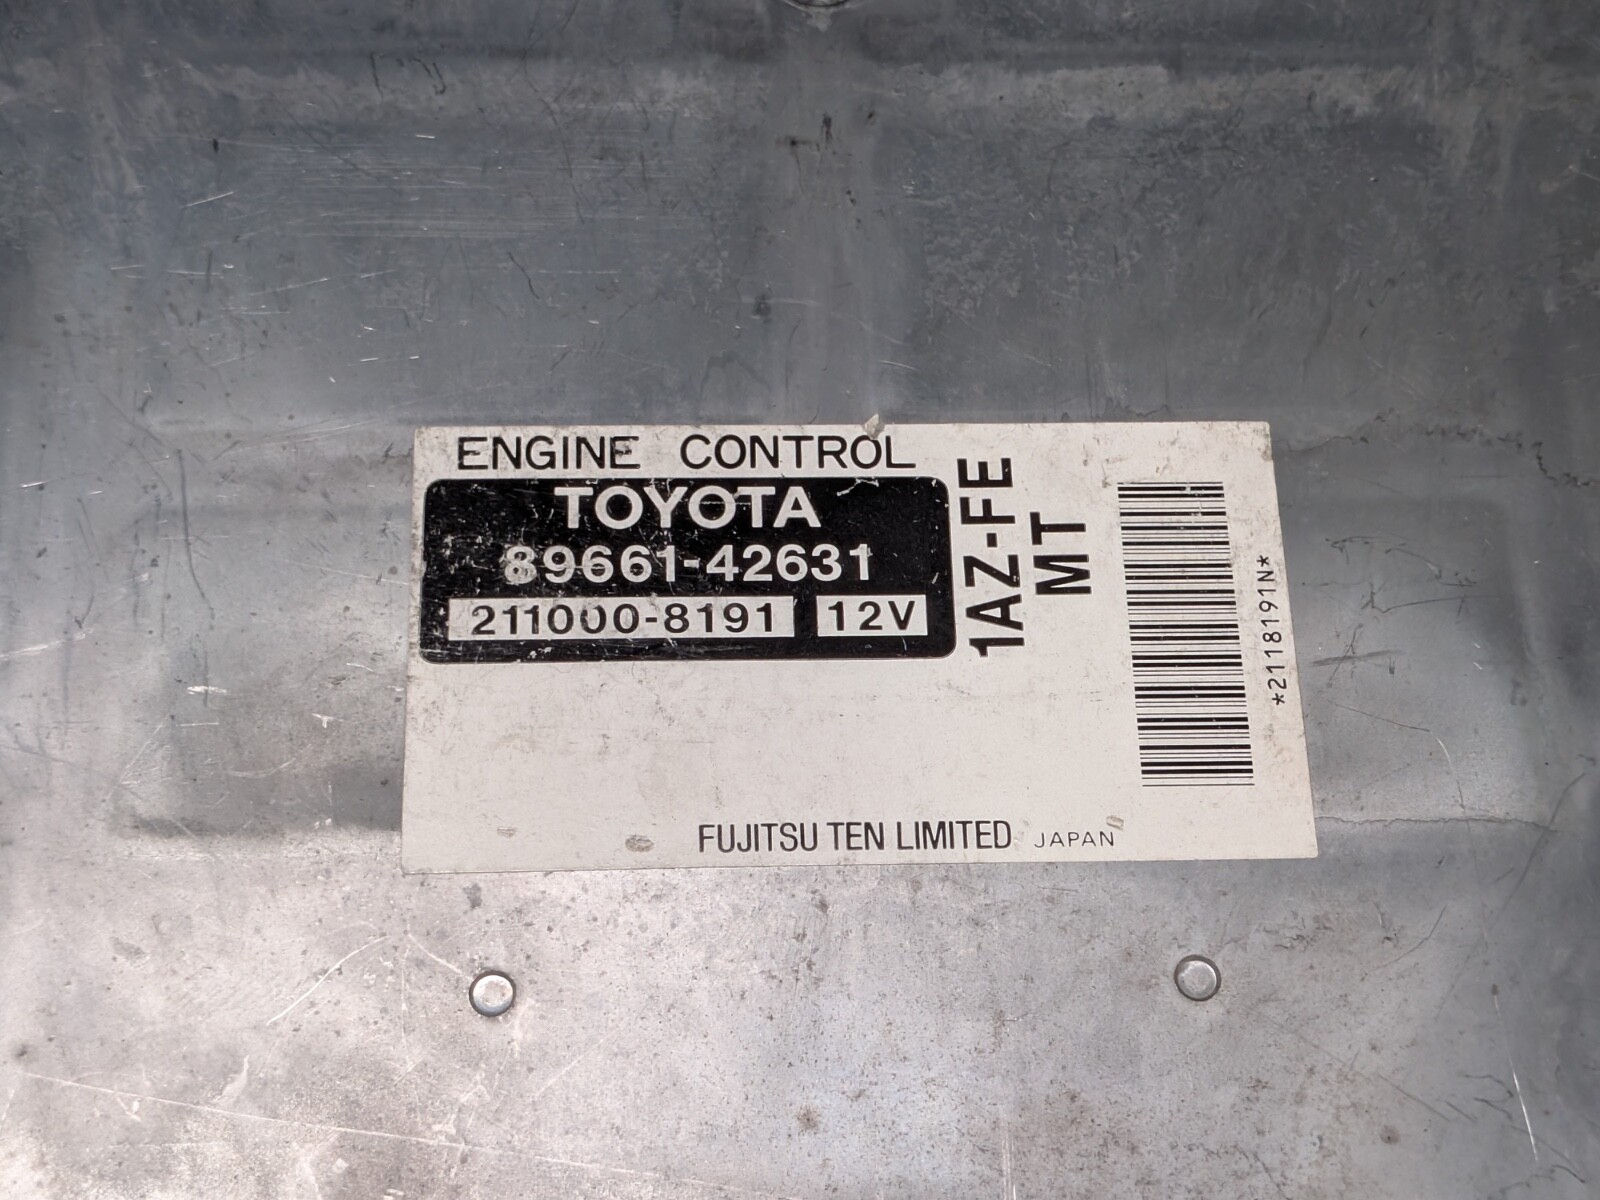 ENGINE CONTROL
TOYOTA
89661-42631
211000-8191 12V
1AZ-FE
MT
*2118191N*
FUJITSU TEN LIMITED JAPAN